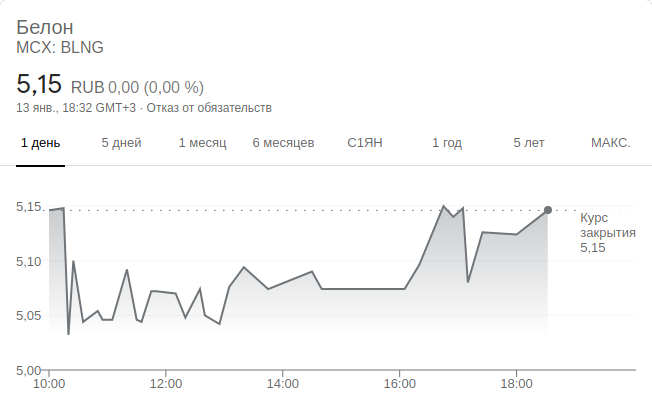 Белон
MCX: BLNG
5,15 RUB 0,00 (0,00 %)
13 янв., 18:32 GMT+3 · Отказ от обязательств
1 день 5 дней 1 месяц 6 месяцев С1ЯН 1 год 5 лет МАКС.
5,15
Курс
закрытия
5,15
5,10
5,05
5,00
10:00 12:00 14:00 16:00 18:00